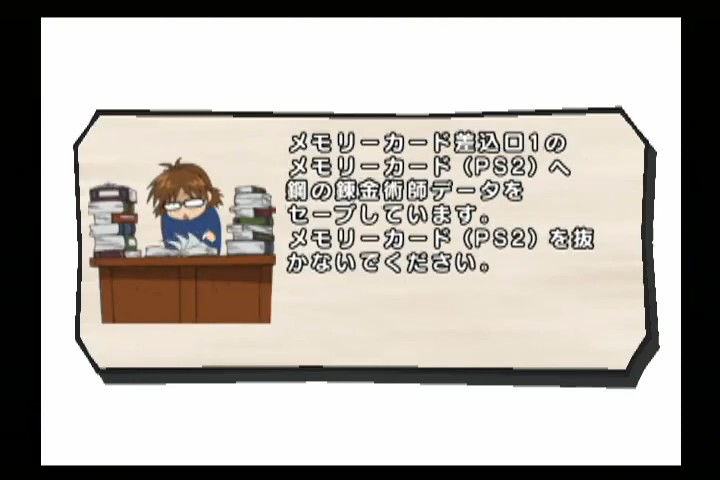 メモリーカード差込口1の
メモリーカード（PS2）へ
鋼の錬金術師データを
セーブしています。
メモリーカード（PS2）を抜
かないでください。